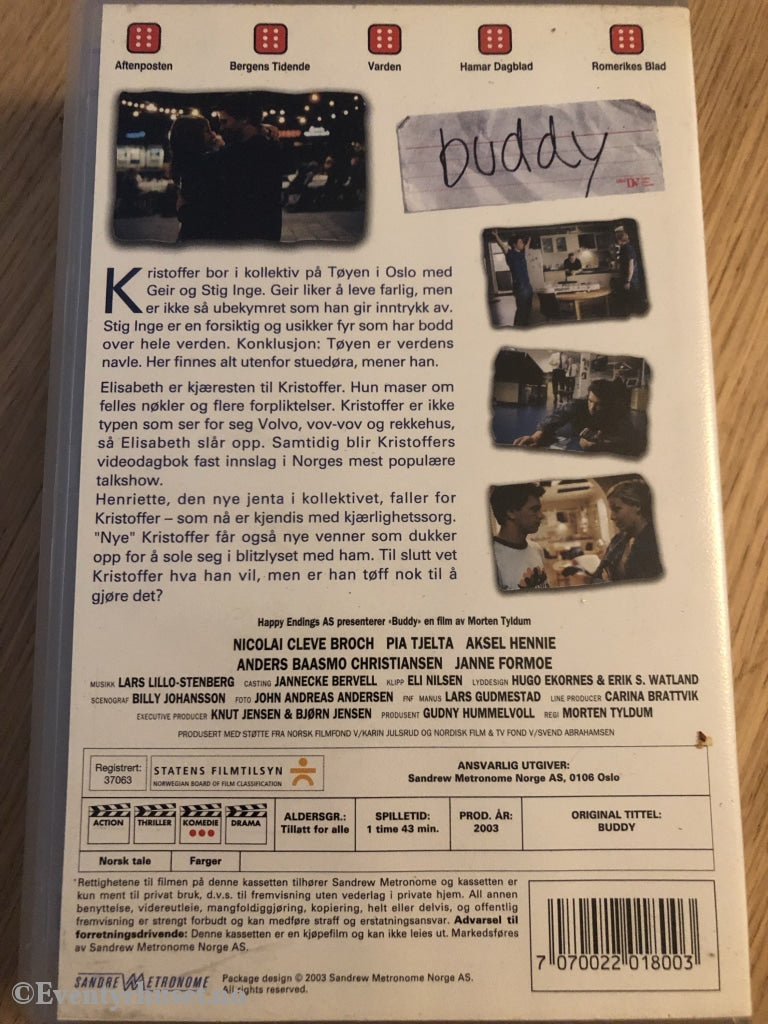 Aftenposten
Bergens Tidende
Varden
Hamar Dagblad
Romerikes Blad
buddy
Kristoffer bor i kollektiv på Tøyen i Oslo med
Geir og Stig Inge. Geir liker å leve farlig, men
er ikke så ubekymret som han gir inntrykk av.
Stig Inge er en forsiktig og usikker fyr som har bodd
over hele verden. Konklusjon: Tøyen er verdens
navle. Her finnes alt utenfor stuedøra, mener han.
Elisabeth er kjæresten til Kristoffer. Hun maser om
felles nøkler og flere forpliktelser. Kristoffer er ikke
typen som ser for seg Volvo, vov-vov og rekkehus,
så Elisabeth slår opp. Samtidig blir Kristoffers
videodagbok fast innslag i Norges mest populære
talkshow.
Henriette, den nye jenta i kollektivet, faller for
Kristoffer – som nå er kjendis med kjærlighetssorg.
"Nye" Kristoffer får også nye venner som dukker
opp for å sole seg i blitzlyset med ham. Til slutt vet
Kristoffer hva han vil, men er han tøff nok til å
gjøre det?
Happy Endings AS presenterer «Buddy» en film av Morten Tyldum
NICOLAI CLEVE BROCH PIA TJELTA AKSEL HENNIE
ANDERS BAASMO CHRISTIANSEN JANNE FORMOE
MUSIKK LARS LILLO-STENBERG CASTING JANNECKE BERVELL KLIPP ELI NILSEN LYDDESIGN HUGO EKORNES & ERIK S. WATLAND
SCENOGRAF BILLY JOHANSSON FOTO JOHN ANDREAS ANDERSEN FNF MANUS LARS GUDMESTAD LINE PRODUCER CARINA BRATTVIK
EXECUTIVE PRODUCER KNUT JENSEN & BJØRN JENSEN PRODUSENT GUDNY HUMMELVOLL REGI MORTEN TYLDUM
PRODUSERT MED STØTTE FRA NORSK FILMFOND V/KARIN JULSRUD OG NORDISK FILM & TV FOND V/SVEND ABRAHAMSEN
Registrert:
37063
STATENS FILMTILSYN
NORWEGIAN BOARD OF FILM CLASSIFICATION
ANSVARLIG UTGIVER:
Sandrew Metronome Norge AS, 0106 Oslo
ACTION THRILLER KOMEDIE DRAMA
ALDERSGR.:
Tillatt for alle
SPILLETID:
1 time 43 min.
PROD. ÅR:
2003
ORIGINAL TITTEL:
BUDDY
Norsk tale
Farger
Rettighetene til filmen på denne kassetten tilhører Sandrew Metronome og kassetten er
kun ment til privat bruk, d.v.s. til fremvisning uten vederlag i private hjem. All annen
benyttelse, videreutleie, mangfoldiggjøring, kopiering, helt eller delvis, og offentlig
fremvisning er strengt forbudt og kan medføre straff og erstatningsansvar. Advarsel til
forretningsdrivende: Denne kassetten er en kjøpefilm og kan ikke leies ut. Markedsføres
av Sandrew Metronome Norge AS.
SANDREW METRONOME
Package design © 2003 Sandrew Metronome Norge AS.
All rights reserved.
7 070022 018003